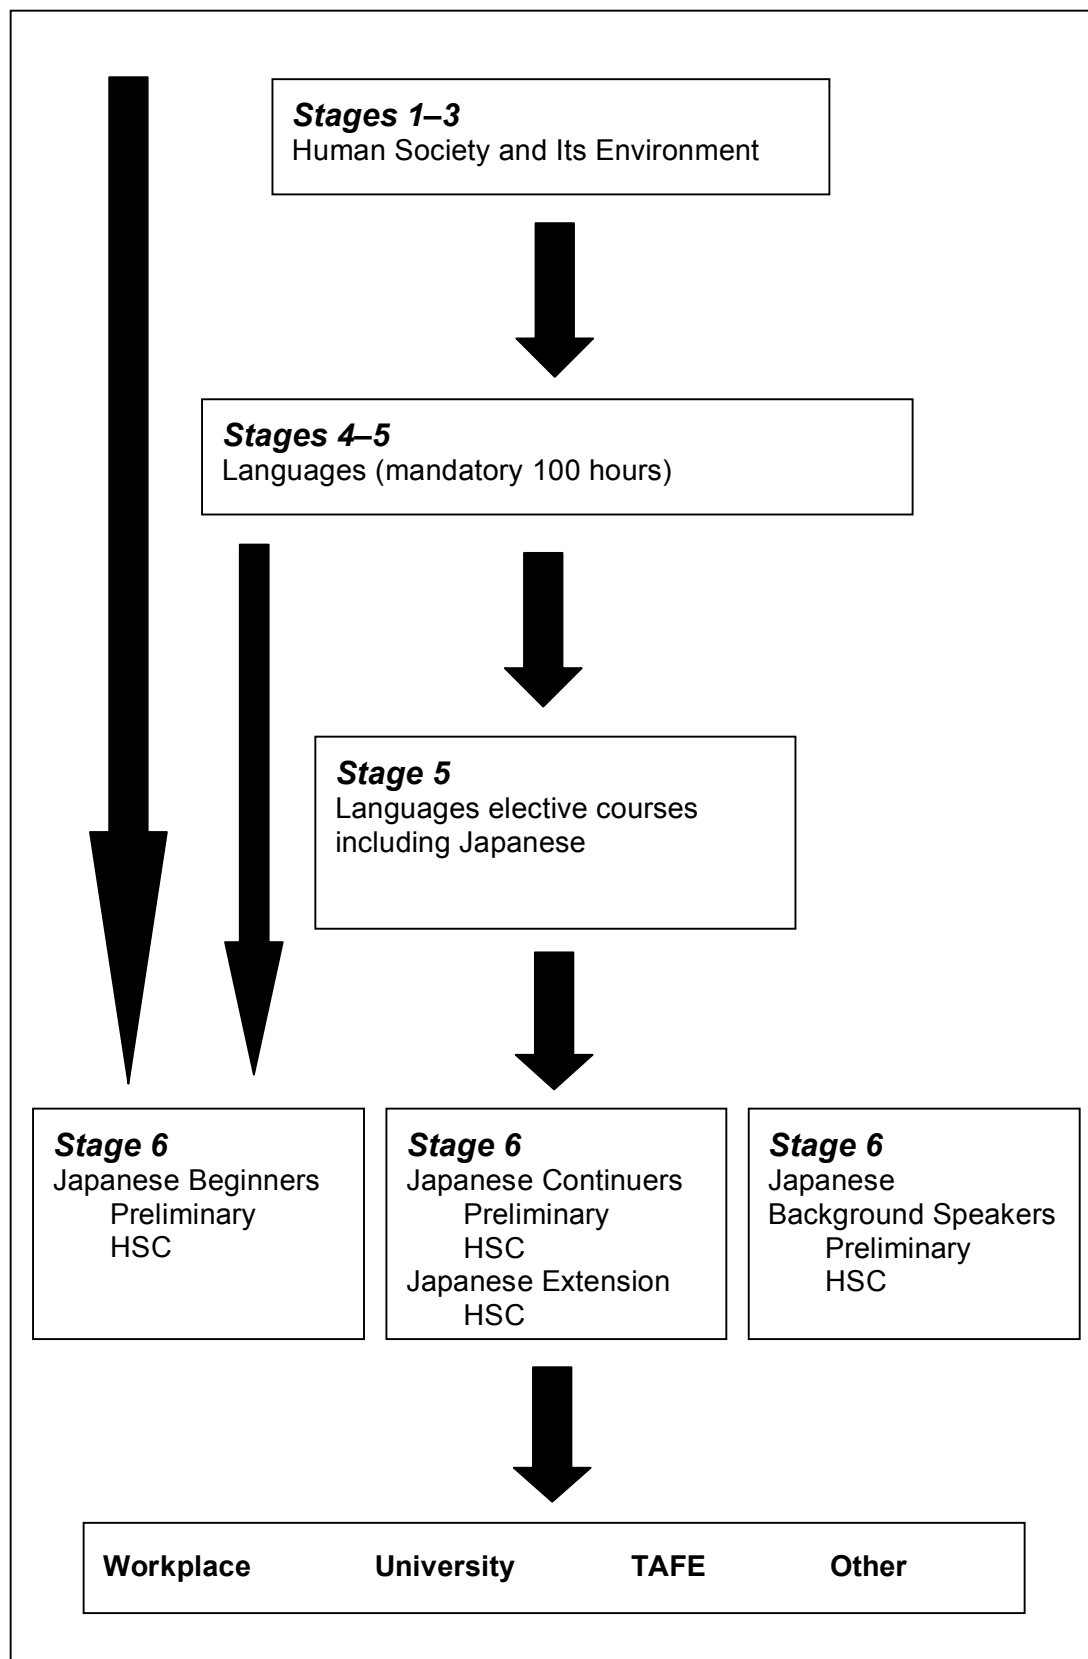 Stages 1–3
Human Society and Its Environment
Stages 4–5
Languages (mandatory 100 hours)
Stage 5
Languages elective courses
including Japanese
Stage 6
Japanese Beginners
Preliminary
HSC
Stage 6
Japanese Continuers
Preliminary
HSC
Japanese Extension
HSC
Stage 6
Japanese
Background Speakers
Preliminary
HSC
Workplace University TAFE Other